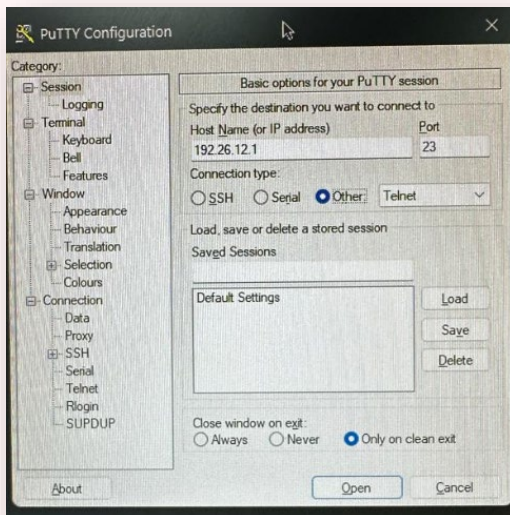 PuTTY Configuration
Category:
Session
Logging
Terminal
Keyboard
Bell
Features
Window
Appearance
Behaviour
Translation
Selection
Colours
Connection
Data
Proxy
SSH
Serial
Telnet
Rlogin
SUPDUP
Basic options for your PuTTY session
Specify the destination you want to connect to
Host Name (or IP address) Port
192.26.12.1 23
Connection type:
SSH Serial Other: Telnet
Load, save or delete a stored session
Saved Sessions
Default Settings
Load
Save
Delete
Close window on exit:
Always Never Only on clean exit
About Open Cancel